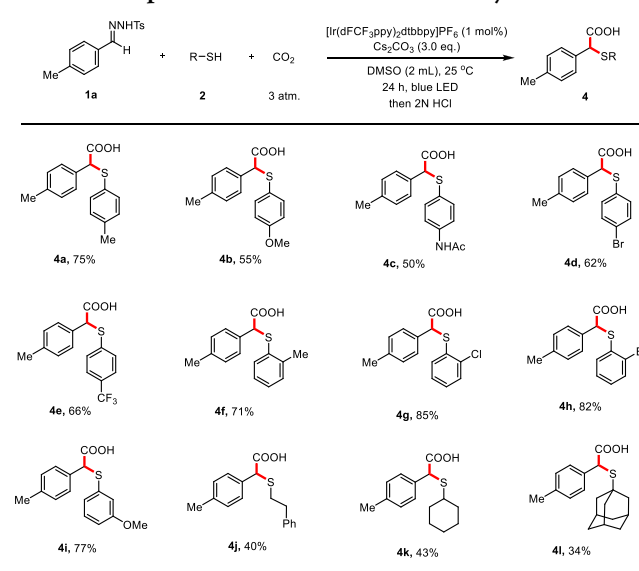 NNHTs
H
Me
1a
+
R–SH
2
+
CO2
3 atm.
[Ir(dFCF3ppy)2dtbbpy]PF6 (1 mol%)
Cs2CO3 (3.0 eq.)
DMSO (2 mL), 25 °C
24 h, blue LED
then 2N HCl
COOH
SR
Me
4
COOH
S
Me
Me
4a, 75%
COOH
S
Me
OMe
4b, 55%
COOH
S
Me
NHAc
4c, 50%
COOH
S
Me
Br
4d, 62%
COOH
S
Me
CF3
4e, 66%
COOH
S
Me
Me
4f, 71%
COOH
S
Cl
Me
4g, 85%
COOH
S
Me
4h, 82%
COOH
S
Me
OMe
4i, 77%
COOH
S
Me
Ph
4j, 40%
COOH
S
Me
4k, 43%
COOH
S
Me
4l, 34%